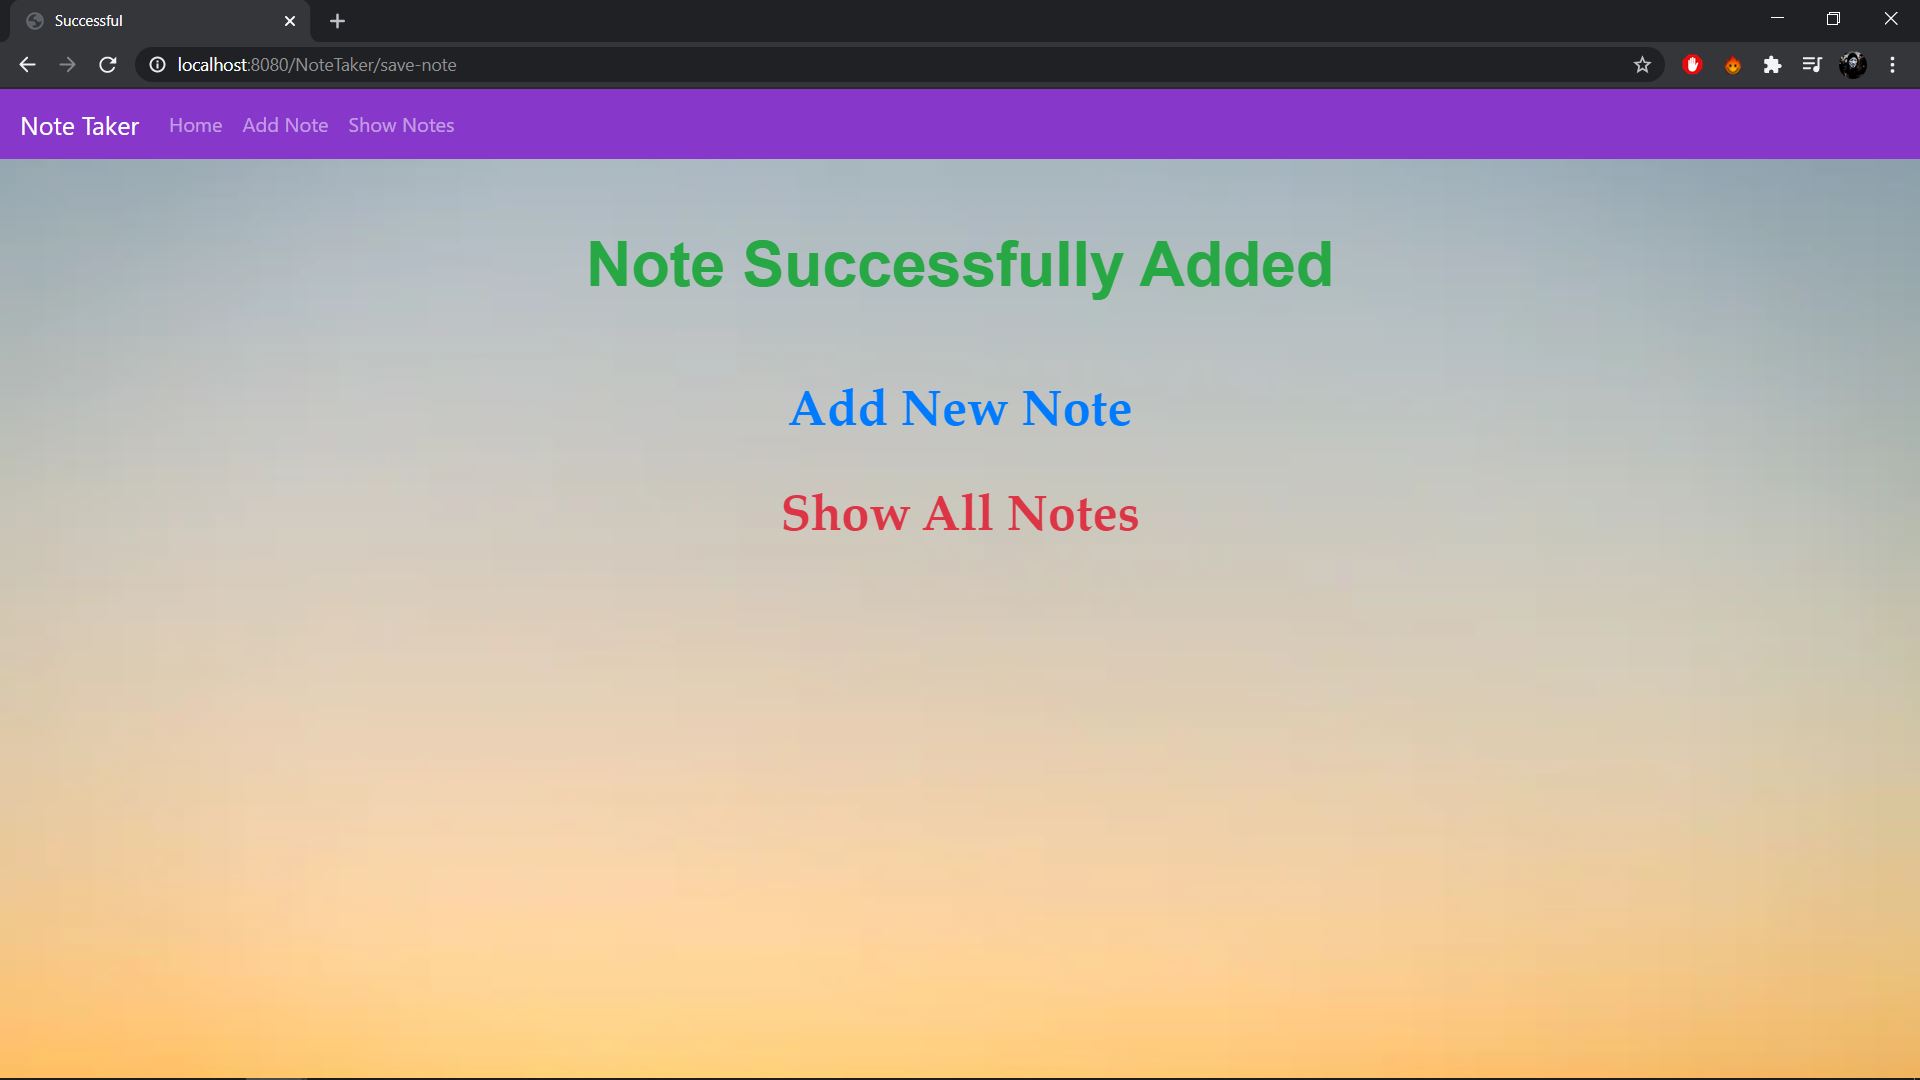 Successful
localhost:8080/NoteTaker/save-note
Note Taker Home Add Note Show Notes
Note Successfully Added
Add New Note
Show All Notes